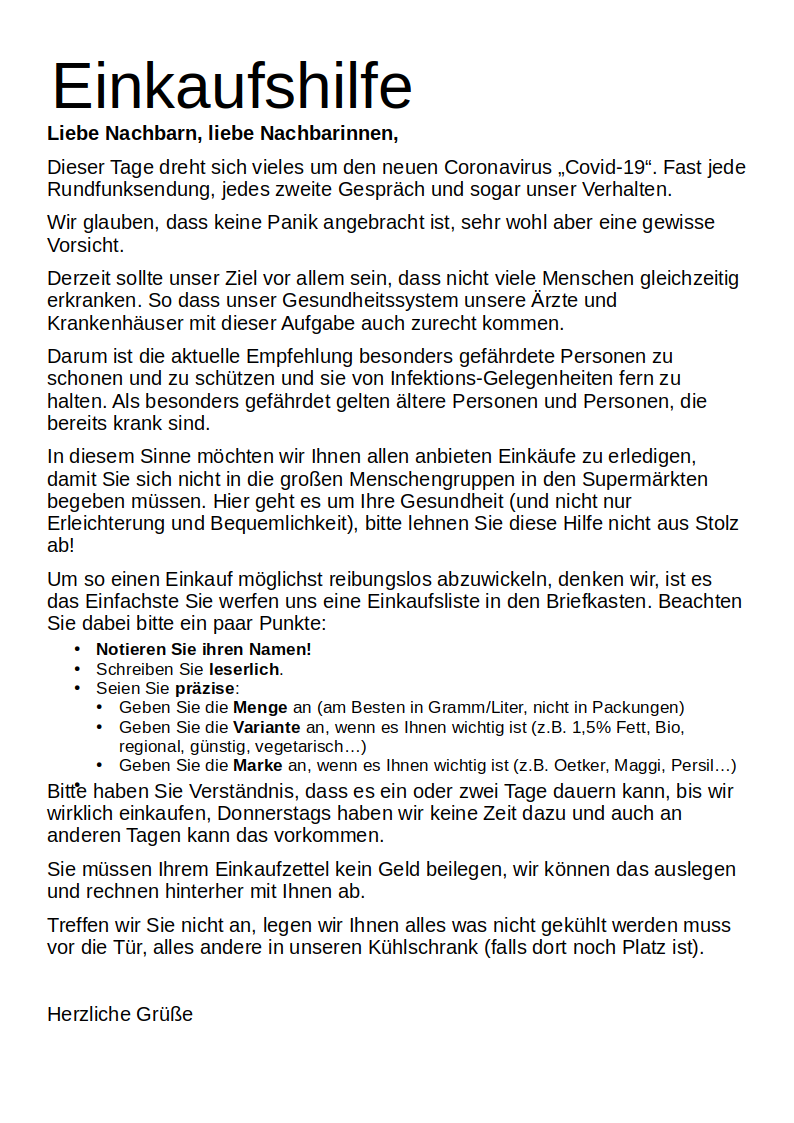 Einkaufshilfe
Liebe Nachbarn, liebe Nachbarinnen,
Dieser Tage dreht sich vieles um den neuen Coronavirus „Covid-19“. Fast jede
Rundfunksendung, jedes zweite Gespräch und sogar unser Verhalten.
Wir glauben, dass keine Panik angebracht ist, sehr wohl aber eine gewisse
Vorsicht.
Derzeit sollte unser Ziel vor allem sein, dass nicht viele Menschen gleichzeitig
erkranken. So dass unser Gesundheitssystem unsere Ärzte und
Krankenhäuser mit dieser Aufgabe auch zurecht kommen.
Darum ist die aktuelle Empfehlung besonders gefährdete Personen zu
schonen und zu schützen und sie von Infektions-Gelegenheiten fern zu
halten. Als besonders gefährdet gelten ältere Personen und Personen, die
bereits krank sind.
In diesem Sinne möchten wir Ihnen allen anbieten Einkäufe zu erledigen,
damit Sie sich nicht in die großen Menschengruppen in den Supermärkten
begeben müssen. Hier geht es um Ihre Gesundheit (und nicht nur
Erleichterung und Bequemlichkeit), bitte lehnen Sie diese Hilfe nicht aus Stolz
ab!
Um so einen Einkauf möglichst reibungslos abzuwickeln, denken wir, ist es
das Einfachste Sie werfen uns eine Einkaufsliste in den Briefkasten. Beachten
Sie dabei bitte ein paar Punkte:
• Notieren Sie ihren Namen!
• Schreiben Sie leserlich.
• Seien Sie präzise:
• Geben Sie die Menge an (am Besten in Gramm/Liter, nicht in Packungen)
• Geben Sie die Variante an, wenn es Ihnen wichtig ist (z.B. 1,5% Fett, Bio,
regional, günstig, vegetarisch…)
• Geben Sie die Marke an, wenn es Ihnen wichtig ist (z.B. Oetker, Maggi, Persil…)
•
Bitte haben Sie Verständnis, dass es ein oder zwei Tage dauern kann, bis wir
wirklich einkaufen, Donnerstags haben wir keine Zeit dazu und auch an
anderen Tagen kann das vorkommen.
Sie müssen Ihrem Einkaufzettel kein Geld beilegen, wir können das auslegen
und rechnen hinterher mit Ihnen ab.
Treffen wir Sie nicht an, legen wir Ihnen alles was nicht gekühlt werden muss
vor die Tür, alles andere in unseren Kühlschrank (falls dort noch Platz ist).
Herzliche Grüße